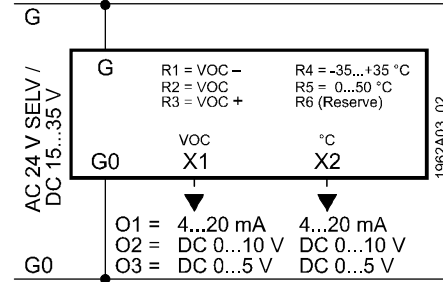 G
AC 24 V SELV /
DC 15...35 V
G
R1 = VOC – R4 = -35...+35 °C
R2 = VOC R5 = 0...50 °C
R3 = VOC + R6 (Reserve)
VOC °C
G0 X1 X2
1962A03_02
O1 = 4...20 mA 4...20 mA
O2 = DC 0...10 V DC 0...10 V
O3 = DC 0...5 V DC 0...5 V
G0